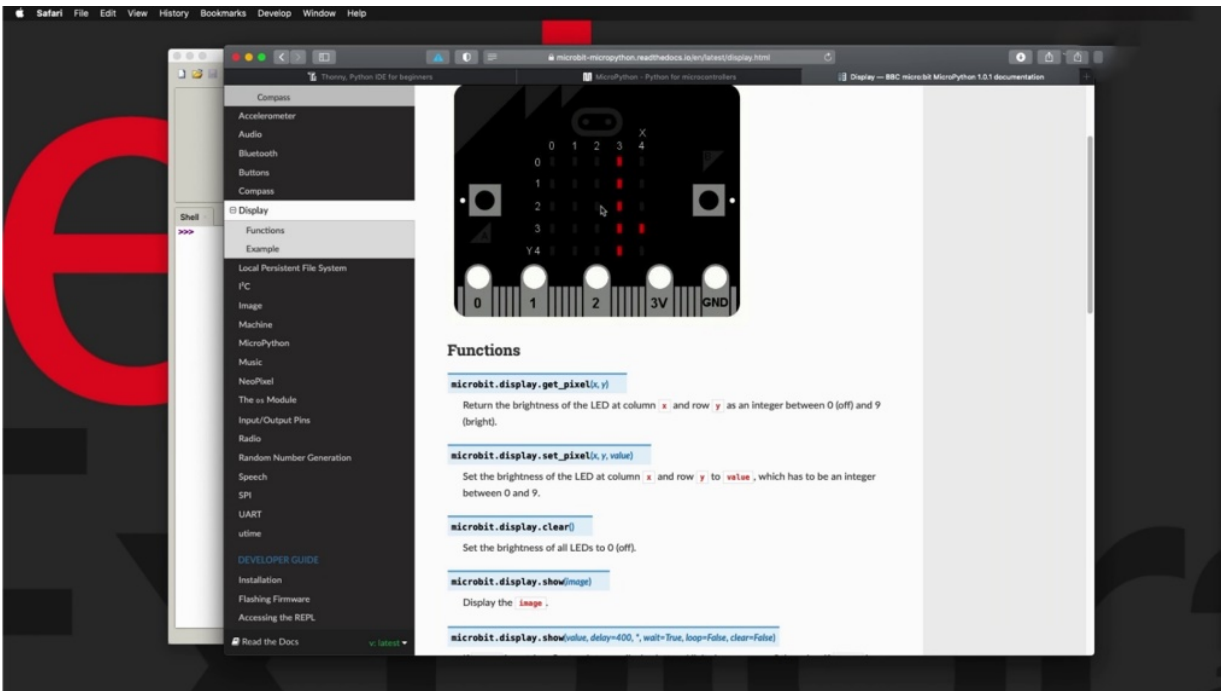 Safari File Edit View History Bookmarks Develop Window Help
microbit-micropython.readthedocs.io/en/latest/display.html
Thonny, Python IDE for beginners
MicroPython - Python for microcontrollers
Display — BBC micro:bit MicroPython 1.0.1 documentation
Shell
>>>
Compass
Accelerometer
Audio
Bluetooth
Buttons
Compass
Display
Functions
Example
Local Persistent File System
I²C
Image
Machine
MicroPython
Music
NeoPixel
The os Module
Input/Output Pins
Radio
Random Number Generation
Speech
SPI
UART
utime
DEVELOPER GUIDE
Installation
Flashing Firmware
Accessing the REPL
Read the Docs v: latest
X
0 1 2 3 4
0
1
2
3
Y 4
A
0 1 2 3V GND
Functions
microbit.display.get_pixel(x, y)
Return the brightness of the LED at column x and row y as an integer between 0 (off) and 9
(bright).
microbit.display.set_pixel(x, y, value)
Set the brightness of the LED at column x and row y to value , which has to be an integer
between 0 and 9.
microbit.display.clear()
Set the brightness of all LEDs to 0 (off).
microbit.display.show(image)
Display the image .
microbit.display.show(value, delay=400, *, wait=True, loop=False, clear=False)